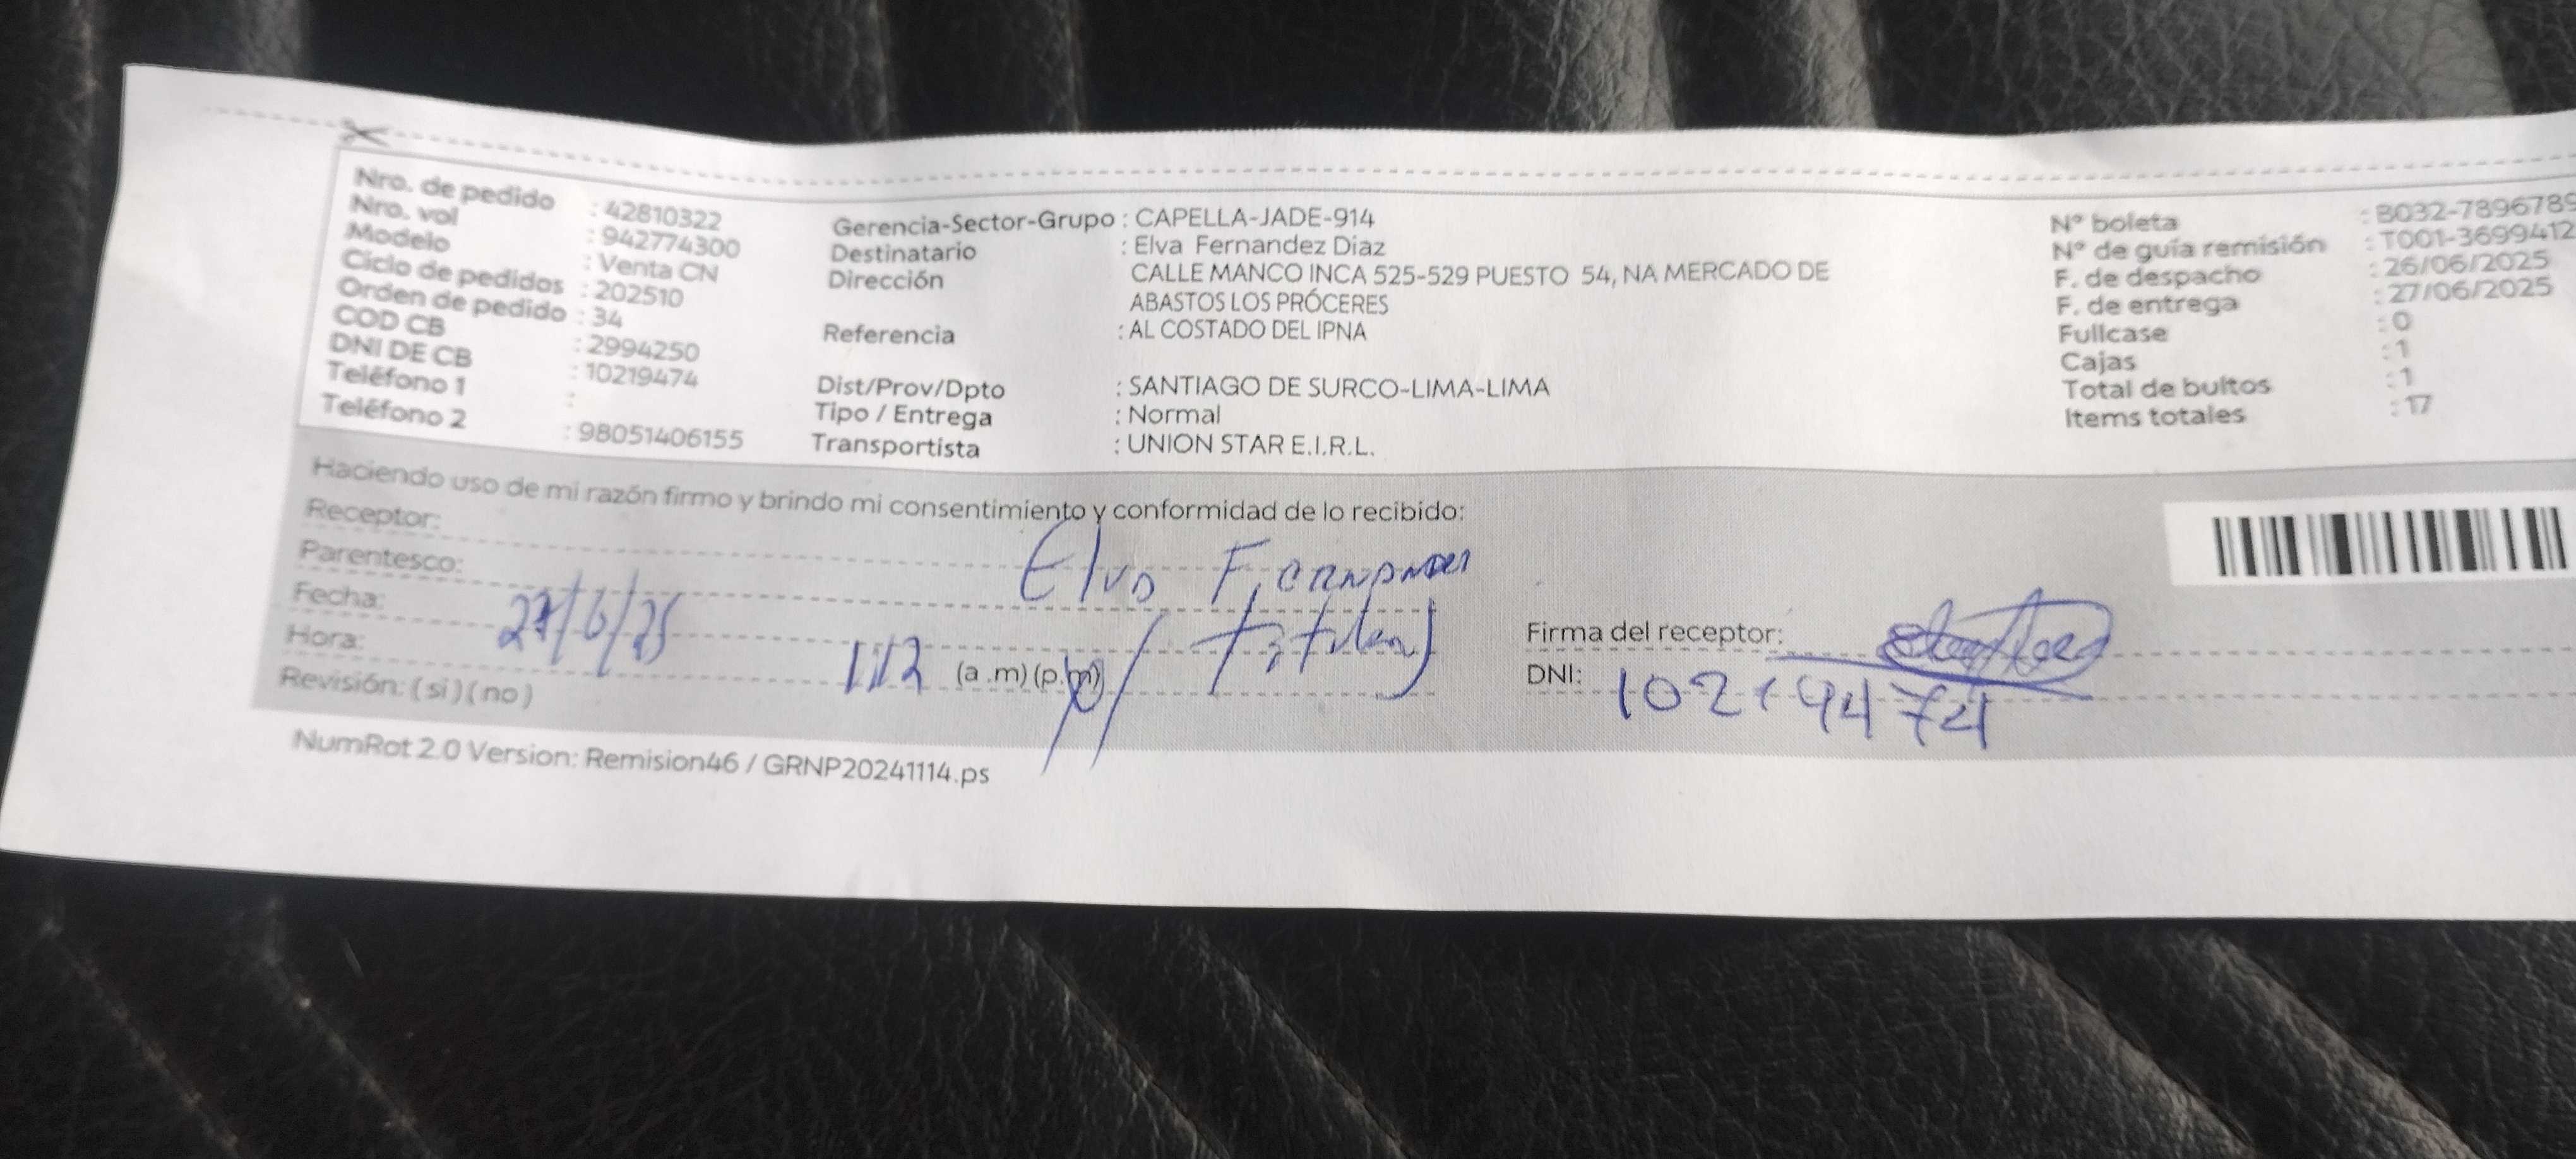 Nro. de pedido : 42810322
Nro. vol : 942774300
Modelo : Venta CN
Ciclo de pedidos : 202510
Orden de pedido : 34
COD CB : 2994250
DNI DE CB : 10219474
Teléfono 1 :
Teléfono 2 : 98051406155
Gerencia-Sector-Grupo : CAPELLA-JADE-914
Destinatario : Elva Fernandez Diaz
Dirección CALLE MANCO INCA 525-529 PUESTO 54, NA MERCADO DE
ABASTOS LOS PRÓCERES
Referencia : AL COSTADO DEL IPNA
Dist/Prov/Dpto : SANTIAGO DE SURCO-LIMA-LIMA
Tipo / Entrega : Normal
Transportista : UNION STAR E.I.R.L.
N° boleta : B032-7896789
N° de guía remisión : T001-3699412
F. de despacho : 26/06/2025
F. de entrega : 27/06/2025
Fullcase : 0
Cajas : 1
Total de bultos : 1
Items totales : 17
Haciendo uso de mi razón firmo y brindo mi consentimiento y conformidad de lo recibido:
Receptor: Elva Fernandez
Parentesco: Titular
Fecha: 27/6/25
Hora: (a .m) (p.m)
Revisión: ( si ) ( no )
Firma del receptor:
DNI: 10219474
NumRot 2.0 Version: Remision46 / GRNP20241114.ps